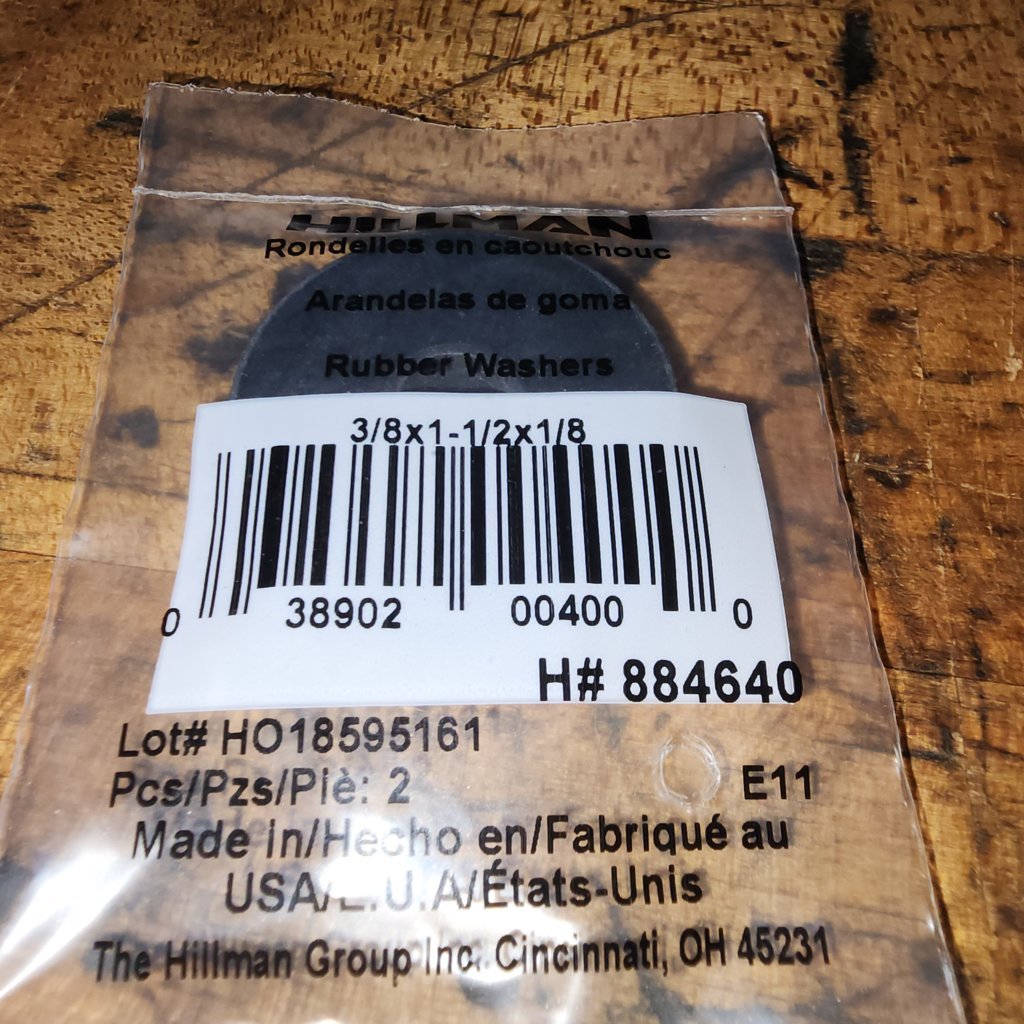 HILLMAN
Rondelles en caoutchouc
Arandelas de goma
Rubber Washers
3/8x1-1/2x1/8
0 38902 00400 0
H# 884640
Lot# HO18595161
Pcs/Pzs/Piè: 2 E11
Made in/Hecho en/Fabriqué au
USA/E.U.A/États-Unis
The Hillman Group Inc. Cincinnati, OH 45231